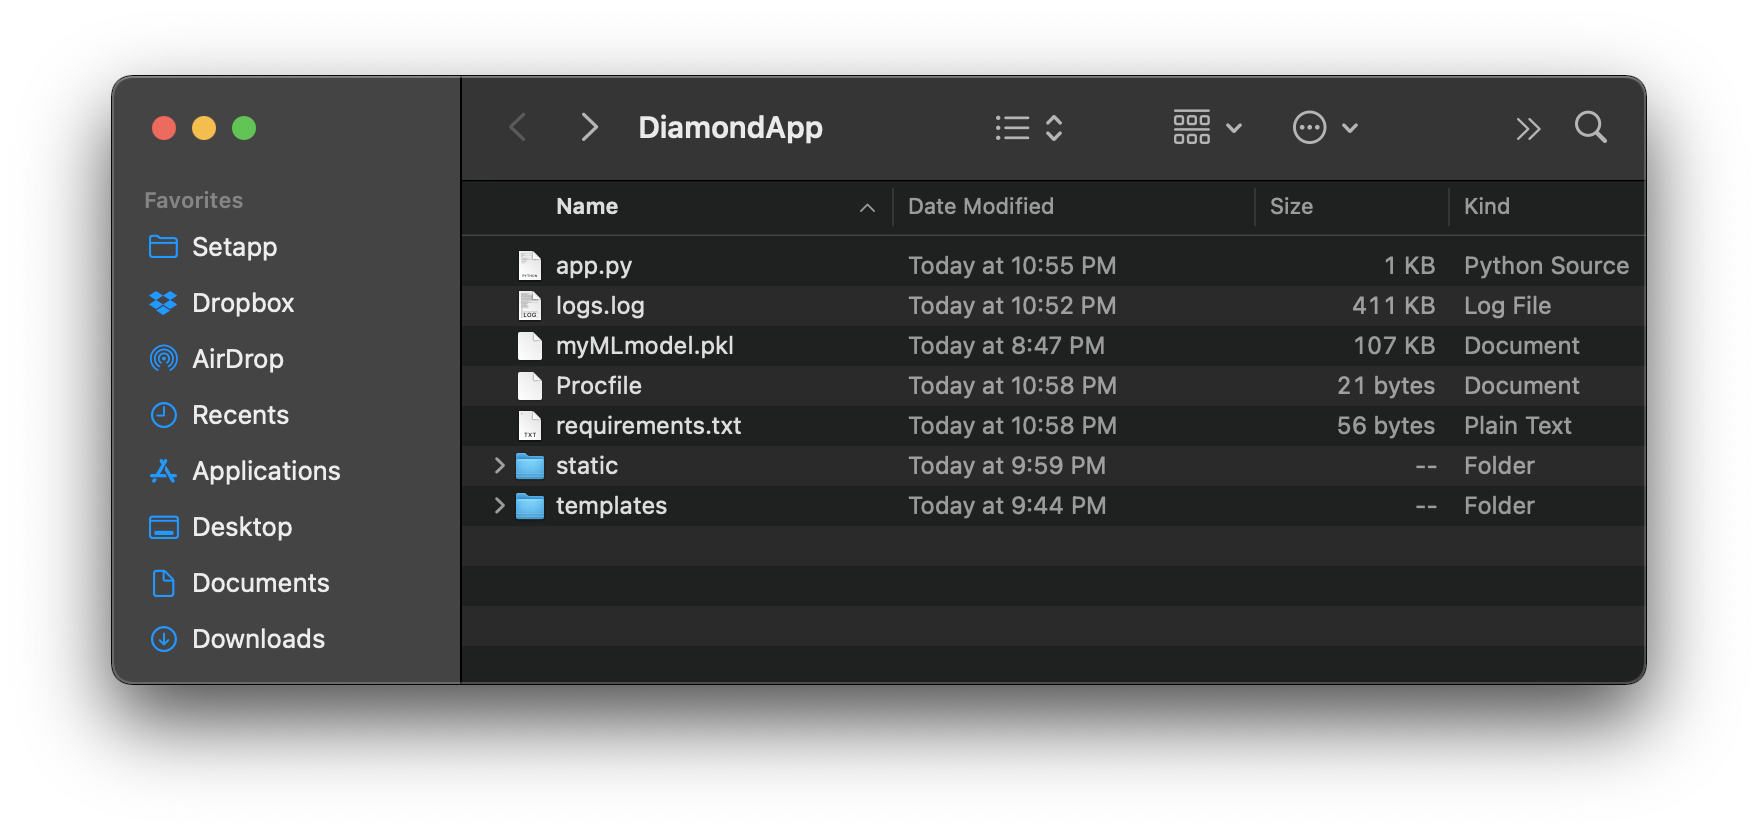 DiamondApp
Favorites
Setapp
Dropbox
AirDrop
Recents
Applications
Desktop
Documents
Downloads
Name Date Modified Size Kind
app.py Today at 10:55 PM 1 KB Python Source
logs.log Today at 10:52 PM 411 KB Log File
myMLmodel.pkl Today at 8:47 PM 107 KB Document
Procfile Today at 10:58 PM 21 bytes Document
requirements.txt Today at 10:58 PM 56 bytes Plain Text
static Today at 9:59 PM -- Folder
templates Today at 9:44 PM -- Folder
PYTHON
LOG
TXT